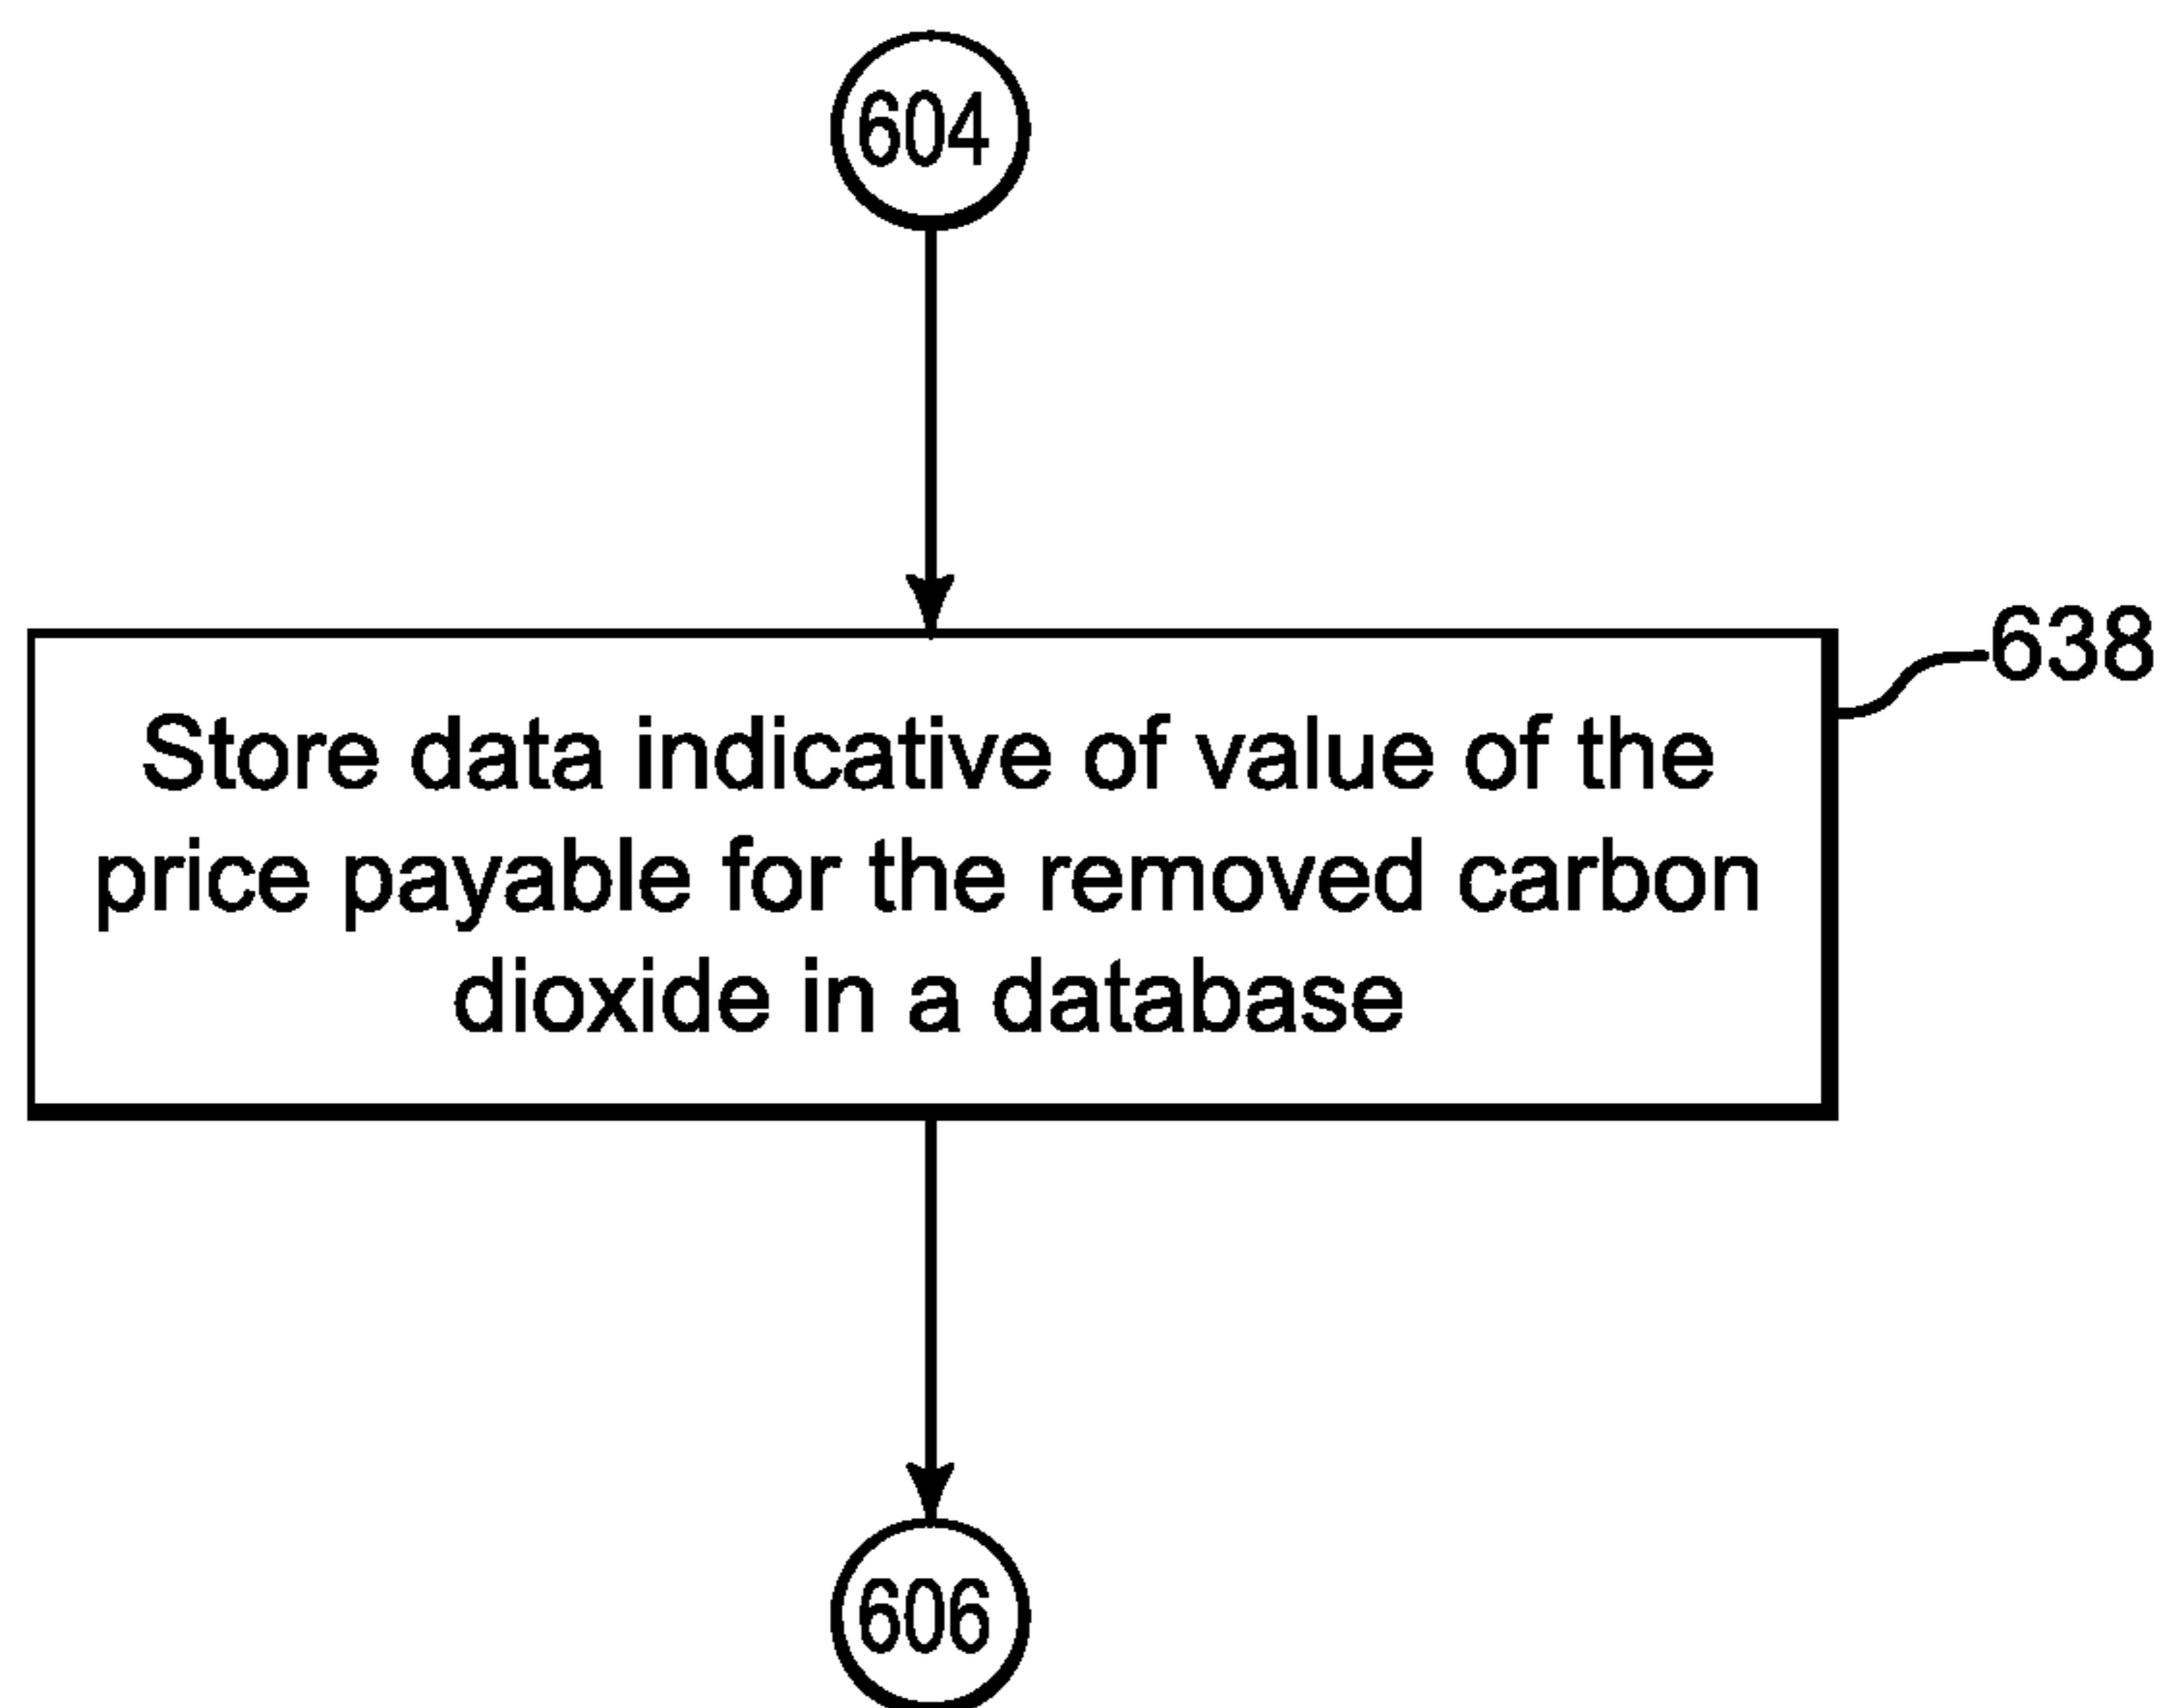 604
638
Store data indicative of value of the
price payable for the removed carbon
dioxide in a database
606